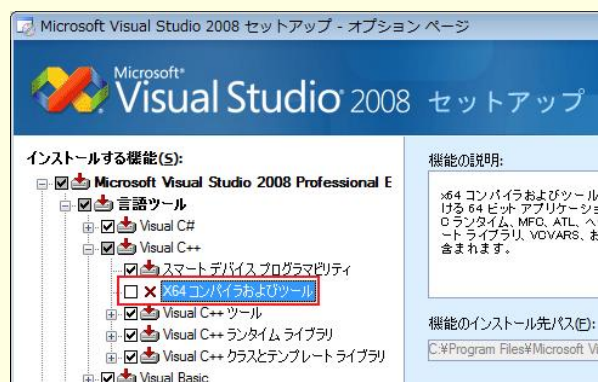 Microsoft Visual Studio 2008 セットアップ - オプション ページ
Microsoft®
Visual Studio® 2008 セットアップ
インストールする機能(S):
Microsoft Visual Studio 2008 Professional E
言語ツール
Visual C#
Visual C++
スマート デバイス プログラマビリティ
X64 コンパイラおよびツール
Visual C++ ツール
Visual C++ ランタイム ライブラリ
Visual C++ クラスとテンプレート ライブラリ
Visual Basic
機能の説明:
x64 コンパイラおよびツール
ける 64 ビット アプリケーショ
C ランタイム、MFC、ATL、ヘ
ート ライブラリ、VCVARS、お
含まれます。
機能のインストール先パス(F):
C:¥Program Files¥Microsoft Vi